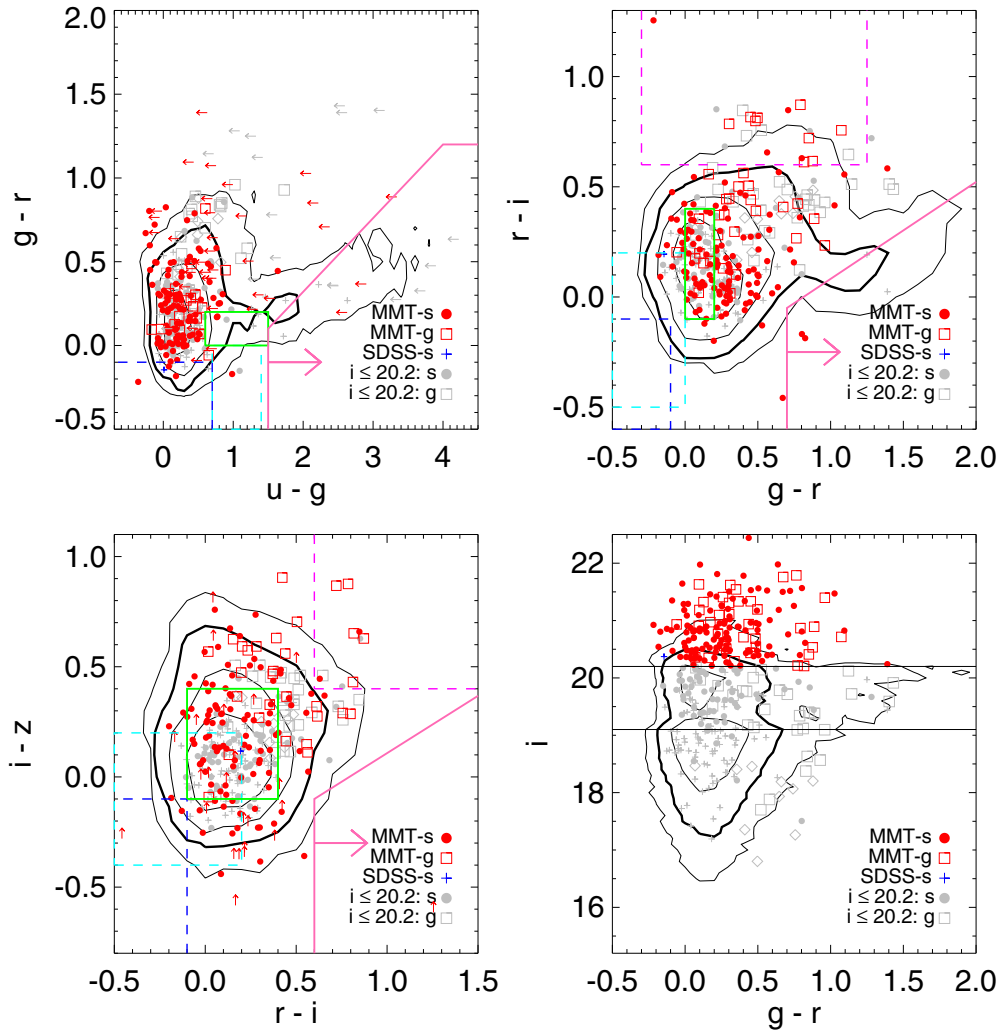 2.0
1.5
1.0
0.5
0.0
-0.5
g - r
0 1 2 3 4
u - g
MMT-s
MMT-g
SDSS-s
i ≤ 20.2: s
i ≤ 20.2: g
1.0
0.5
0.0
-0.5
r - i
-0.5 0.0 0.5 1.0 1.5 2.0
g - r
MMT-s
MMT-g
SDSS-s
i ≤ 20.2: s
i ≤ 20.2: g
1.0
0.5
0.0
-0.5
i - z
-0.5 0.0 0.5 1.0 1.5
r - i
MMT-s
MMT-g
SDSS-s
i ≤ 20.2: s
i ≤ 20.2: g
22
20
18
16
i
-0.5 0.0 0.5 1.0 1.5 2.0
g - r
MMT-s
MMT-g
SDSS-s
i ≤ 20.2: s
i ≤ 20.2: g